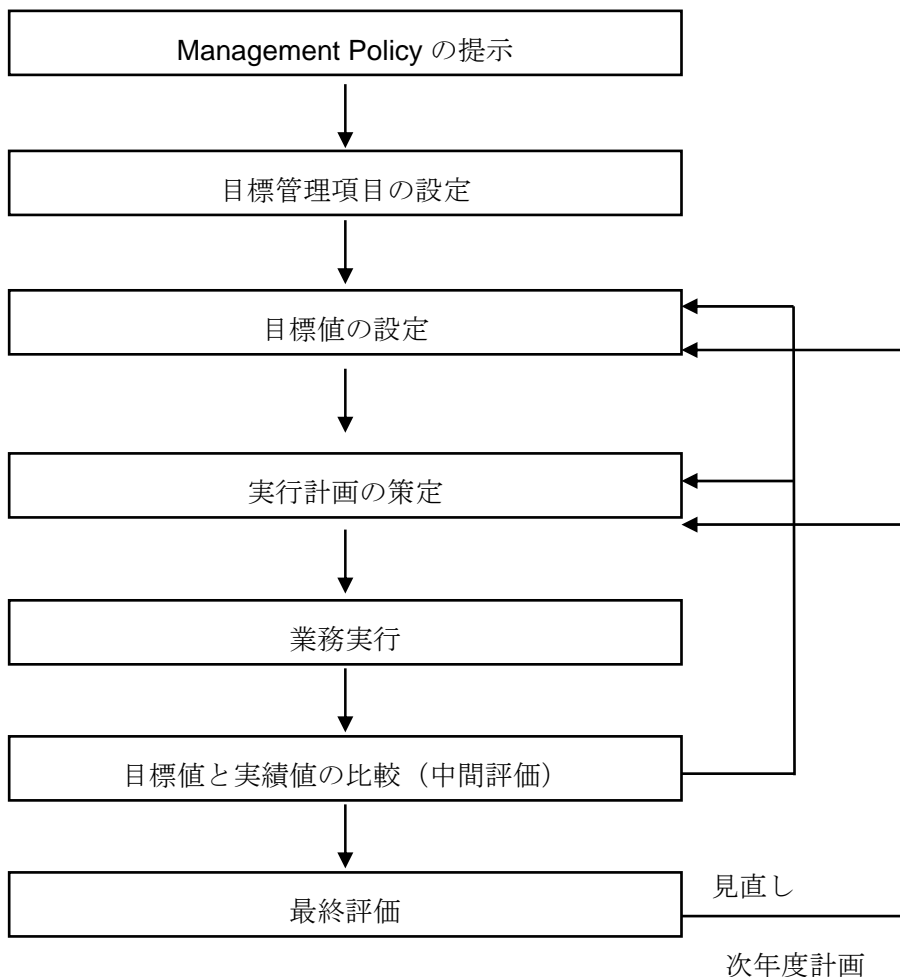 Management Policy の提示
目標管理項目の設定
目標値の設定
実行計画の策定
業務実行
目標値と実績値の比較（中間評価）
最終評価
見直し
次年度計画